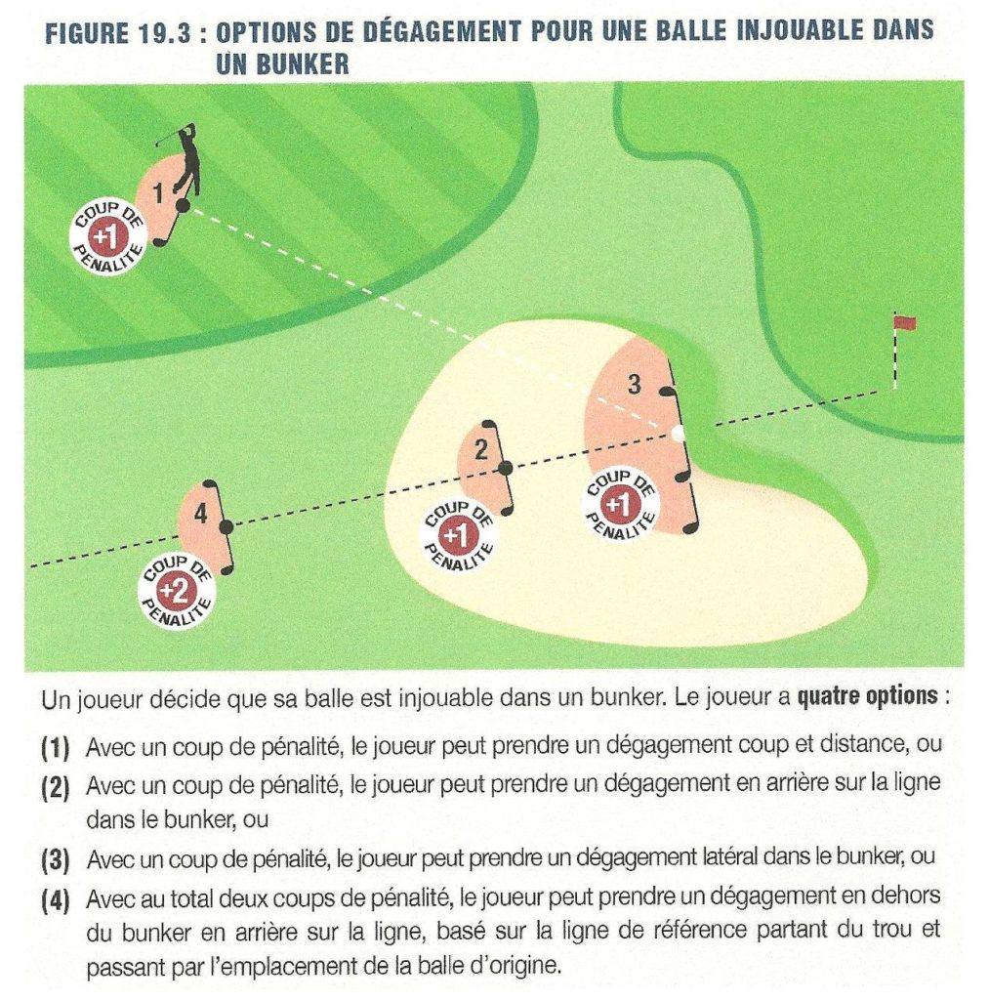 FIGURE 19.3 : OPTIONS DE DÉGAGEMENT POUR UNE BALLE INJOUABLE DANS
UN BUNKER
1
COUP DE
+1
PENALITE
3
2
COUP DE
+1
PENALITE
COUP DE
+1
PENALITE
4
COUP DE
+2
PENALITE
Un joueur décide que sa balle est injouable dans un bunker. Le joueur a quatre options :
(1) Avec un coup de pénalité, le joueur peut prendre un dégagement coup et distance, ou
(2) Avec un coup de pénalité, le joueur peut prendre un dégagement en arrière sur la ligne
dans le bunker, ou
(3) Avec un coup de pénalité, le joueur peut prendre un dégagement latéral dans le bunker, ou
(4) Avec au total deux coups de pénalité, le joueur peut prendre un dégagement en dehors
du bunker en arrière sur la ligne, basé sur la ligne de référence partant du trou et
passant par l'emplacement de la balle d'origine.